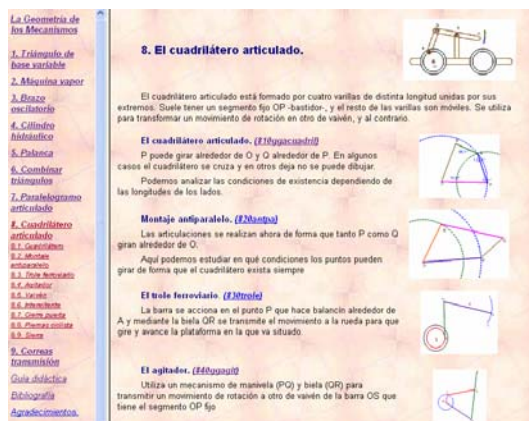 La Geometría de
los Mecanismos
1. Triángulo de
base variable
2. Máquina vapor
3. Brazo
oscilatorio
4. Cilindro
hidráulico
5. Palanca
6. Combinar
triángulos
7. Paralelogramo
articulado
8. Cuadrilátero
articulado
8.1. Cuadrilátero
8.2. Montaje
antiparalelo
8.3. Trole ferroviario
8.4. Agitador
8.5. Vaivén
8.6. Intermitente
8.7. Cierra puerta
8.8. Piernas ciclista
8.9. Sierra
9. Correas
transmisión
Guía didáctica
Bibliografía
Agradecimientos.
8. El cuadrilátero articulado.
El cuadrilátero articulado está formado por cuatro varillas de distinta longitud unidas por sus
extremos. Suele tener un segmento fijo OP -bastidor-, y el resto de las varillas son móviles. Se utiliza
para transformar un movimiento de rotación en otro de vaivén, y al contrario.
El cuadrilátero articulado. (810ggacuadril)
P puede girar alrededor de O y Q alrededor de P. En algunos
casos el cuadrilátero se cruza y en otros deja no se puede dibujar.
Podemos analizar las condiciones de existencia dependiendo de
las longitudes de los lados.
Montaje antiparalelo. (820antpa)
Las articulaciones se realizan ahora de forma que tanto P como Q
giran alrededor de O.
Aquí podemos estudiar en qué condiciones los puntos pueden
girar de forma que el cuadrilátero exista siempre
El trole ferroviario. (830trole)
La barra se acciona en el punto P que hace balancín alrededor de
A y mediante la biela QR se transmite el movimiento a la rueda para que
gire y avance la plataforma en la que va situado.
El agitador. (840ggagit)
Utiliza un mecanismo de manivela (PQ) y biela (QR) para
transmitir un movimiento de rotación a otro de vaivén de la barra OS que
tiene el segmento OP fijo